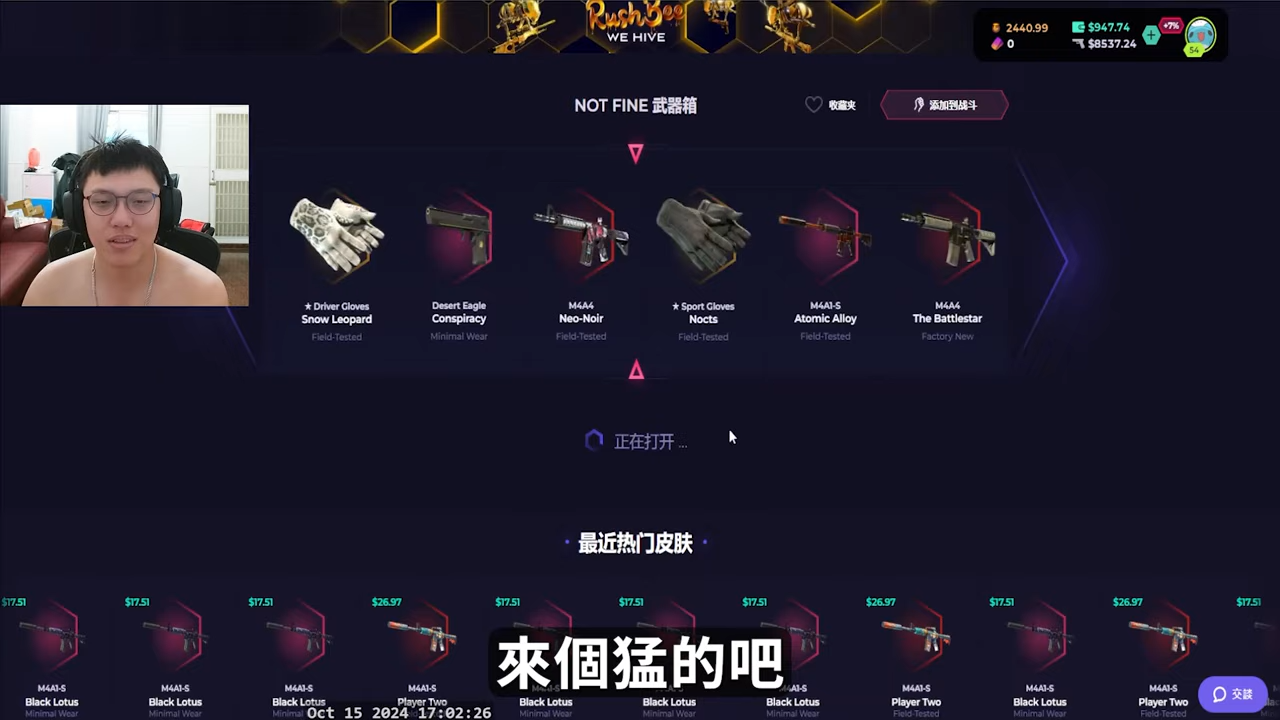 RushBee
WE HIVE
2440.99
$947.74
0
$8537.24
+7%
54
NOT FINE 武器箱
收藏夹
添加到战斗
★ Driver Gloves
Snow Leopard
Field-Tested
Desert Eagle
Conspiracy
Minimal Wear
M4A4
Neo-Noir
Field-Tested
★ Sport Gloves
Nocts
Field-Tested
M4A1-S
Atomic Alloy
Field-Tested
M4A4
The Battlestar
Factory New
正在打开 ...
最近热门皮肤
$17.51
$17.51
$17.51
$26.97
$17.51
$17.51
$17.51
$26.97
$17.51
$26.97
$17.51
M4A1-S
Black Lotus
Minimal Wear
M4A1-S
Black Lotus
Minimal Wear
M4A1-S
Black Lotus
M4A1-S
Player Two
Black Lotus
Black Lotus
M4A1-S
Black Lotus
Minimal Wear
M4A1-S
Player Two
Field-Tested
M4A1-S
Black Lotus
Minimal Wear
M4A1-S
Player Two
Field-Tested
來個猛的吧
Oct 15 2024 17:02:26
交談